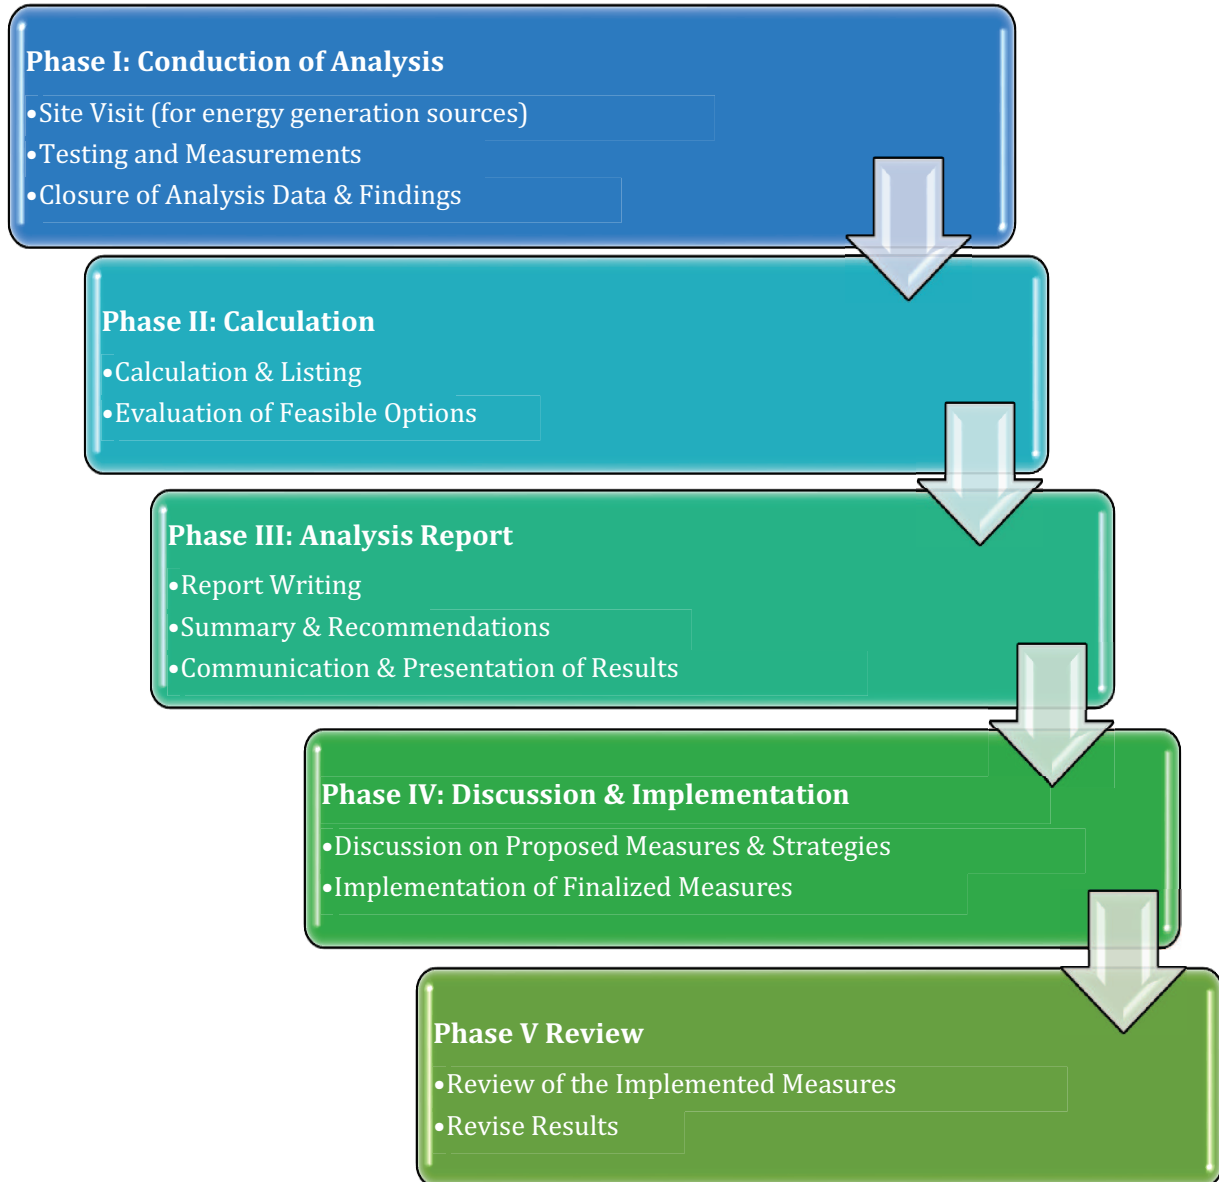 Phase I: Conduction of Analysis
•Site Visit (for energy generation sources)
•Testing and Measurements
•Closure of Analysis Data & Findings
Phase II: Calculation
•Calculation & Listing
•Evaluation of Feasible Options
Phase III: Analysis Report
•Report Writing
•Summary & Recommendations
•Communication & Presentation of Results
Phase IV: Discussion & Implementation
•Discussion on Proposed Measures & Strategies
•Implementation of Finalized Measures
Phase V Review
•Review of the Implemented Measures
•Revise Results